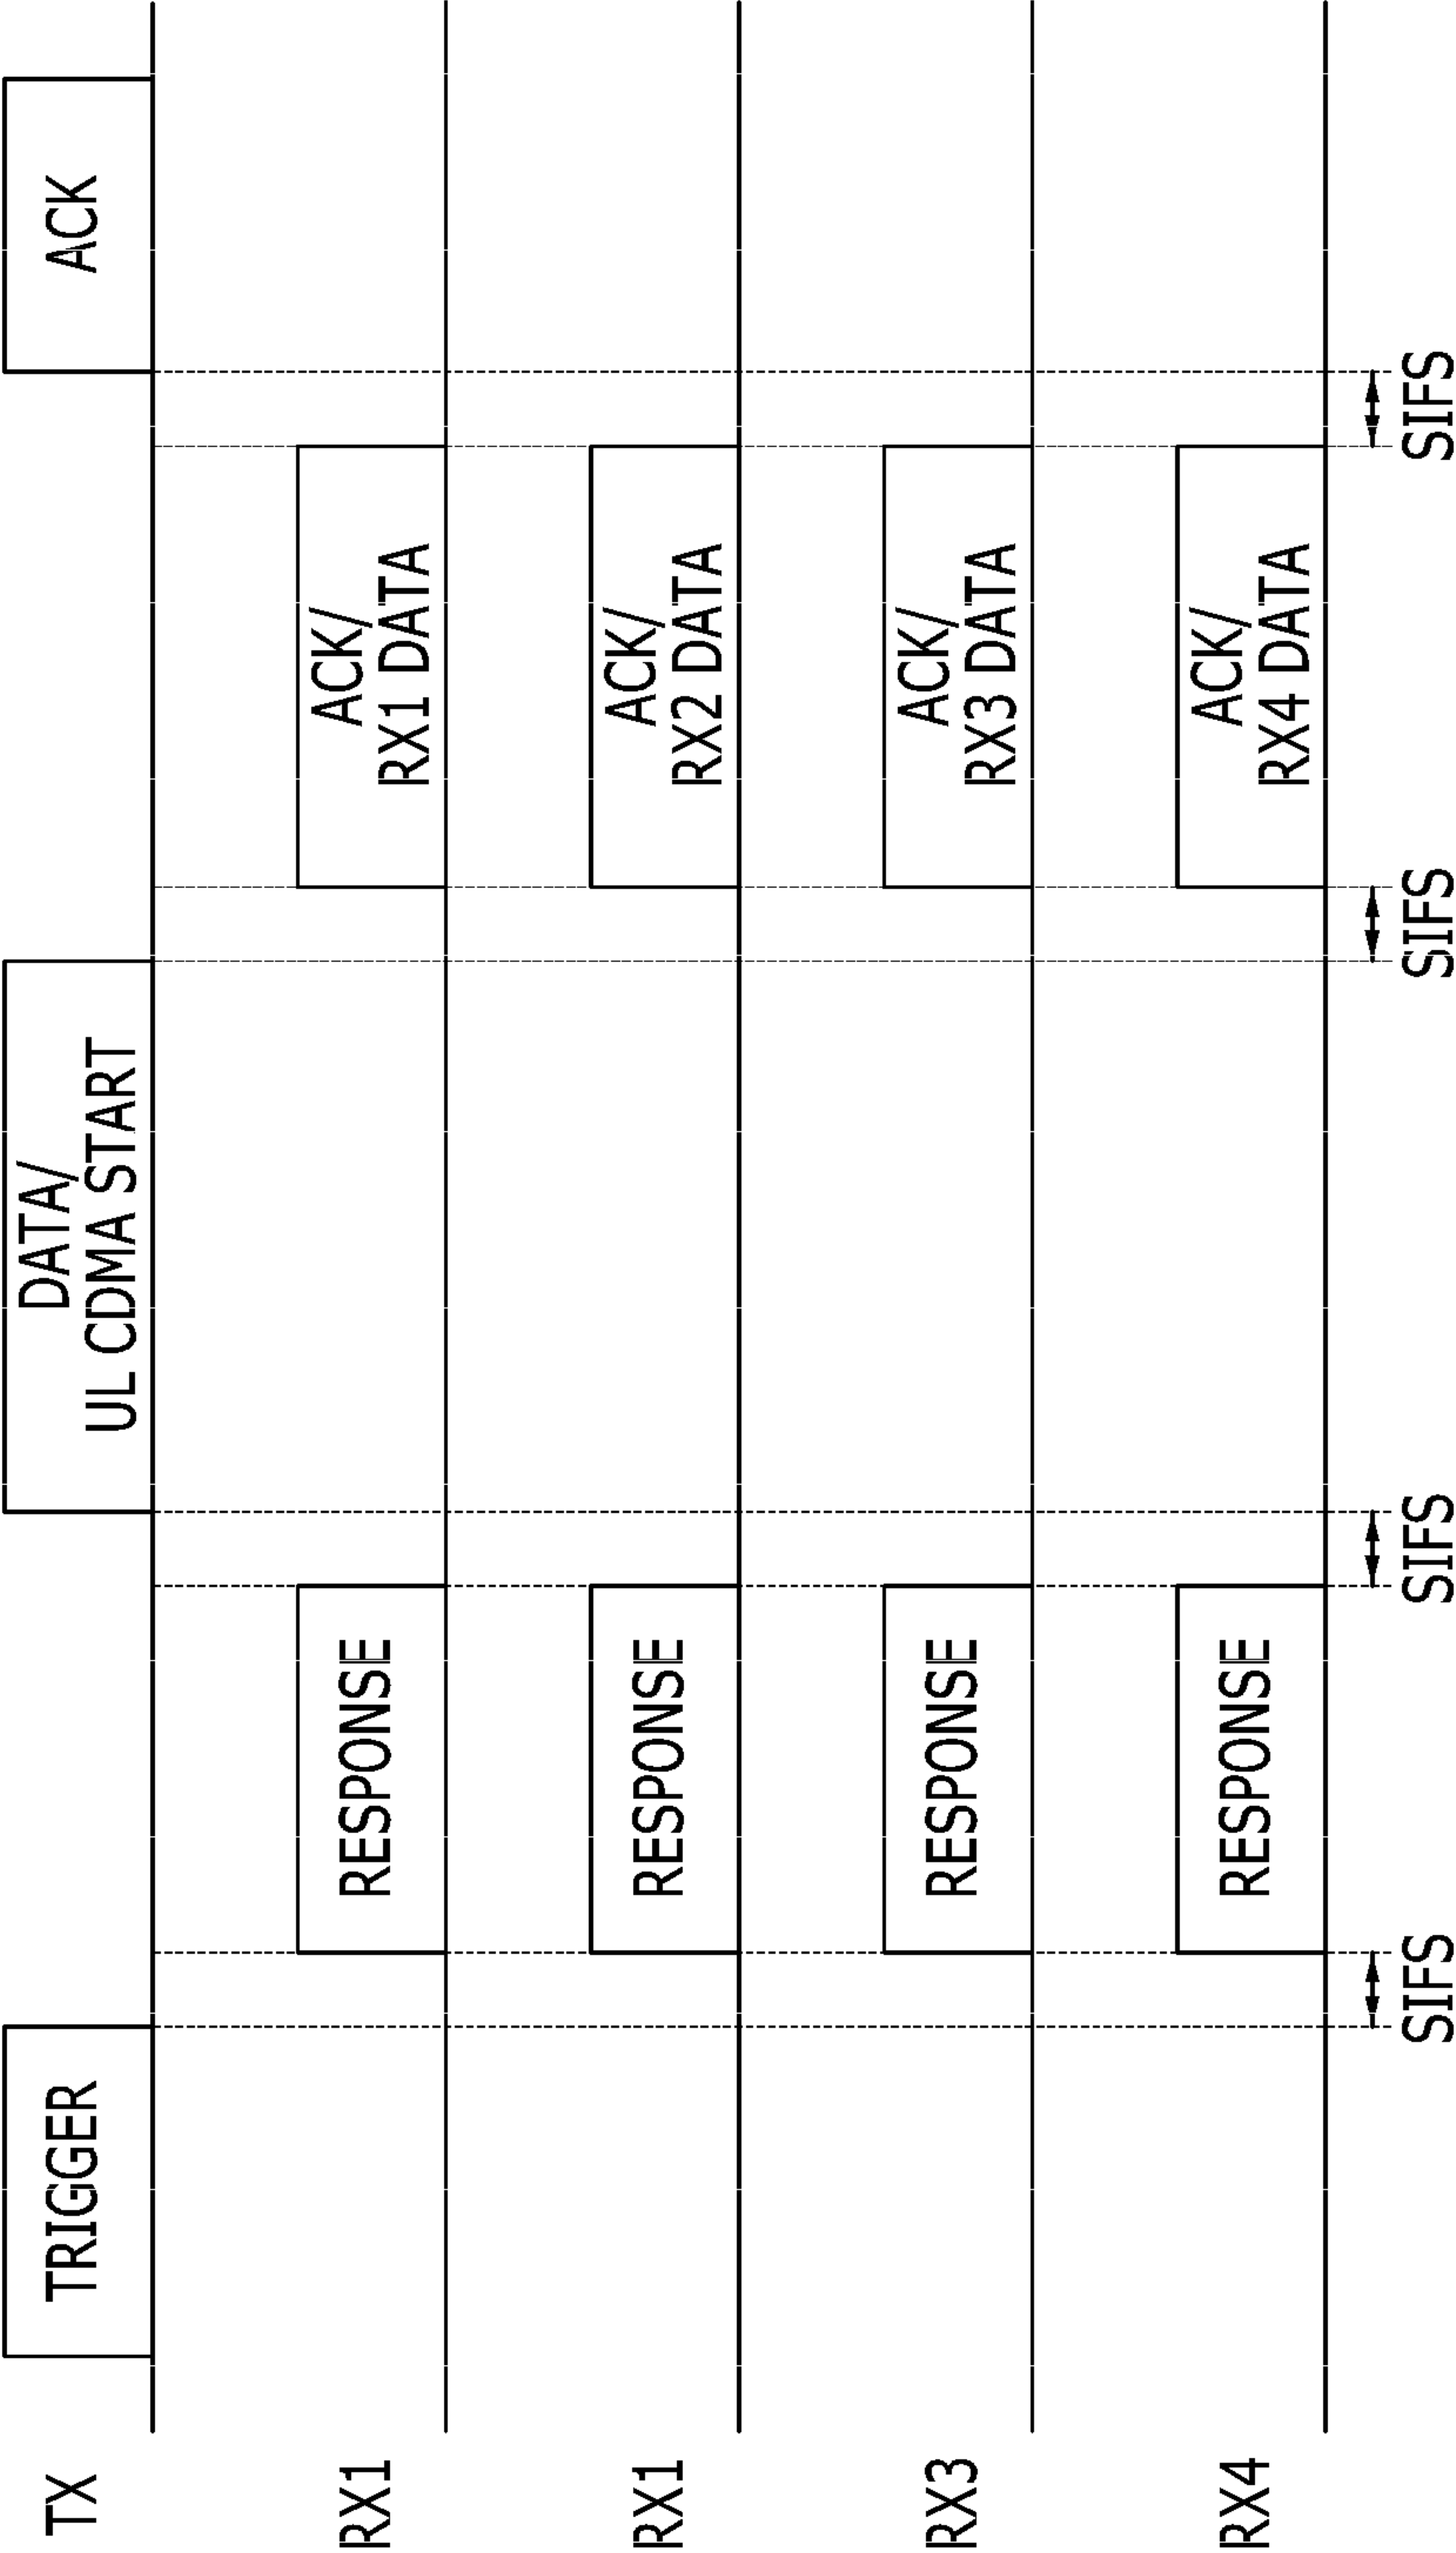 TX
TRIGGER
DATA/
UL CDMA START
ACK
RX1
RESPONSE
ACK/
RX1 DATA
RX1
RESPONSE
ACK/
RX2 DATA
RX3
RESPONSE
ACK/
RX3 DATA
RX4
RESPONSE
ACK/
RX4 DATA
SIFS
SIFS
SIFS
SIFS